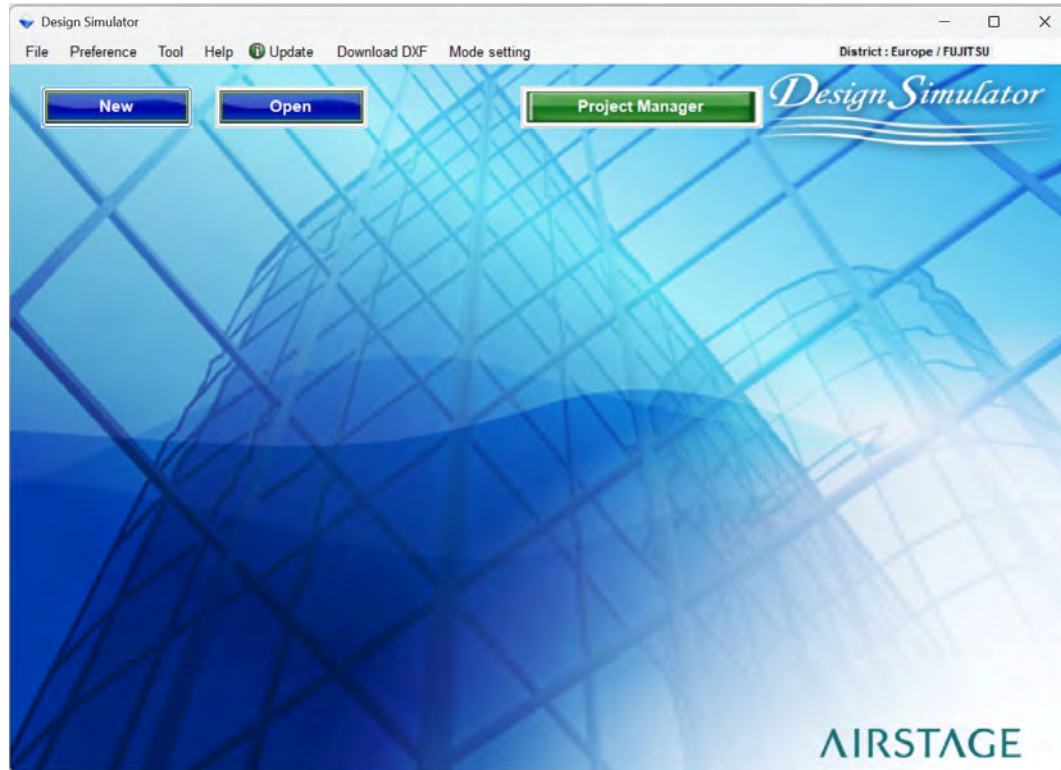 Design Simulator
File Preference Tool Help Update Download DXF Mode setting District : Europe / FUJITSU
New Open Project Manager Design Simulator
AIRSTAGE